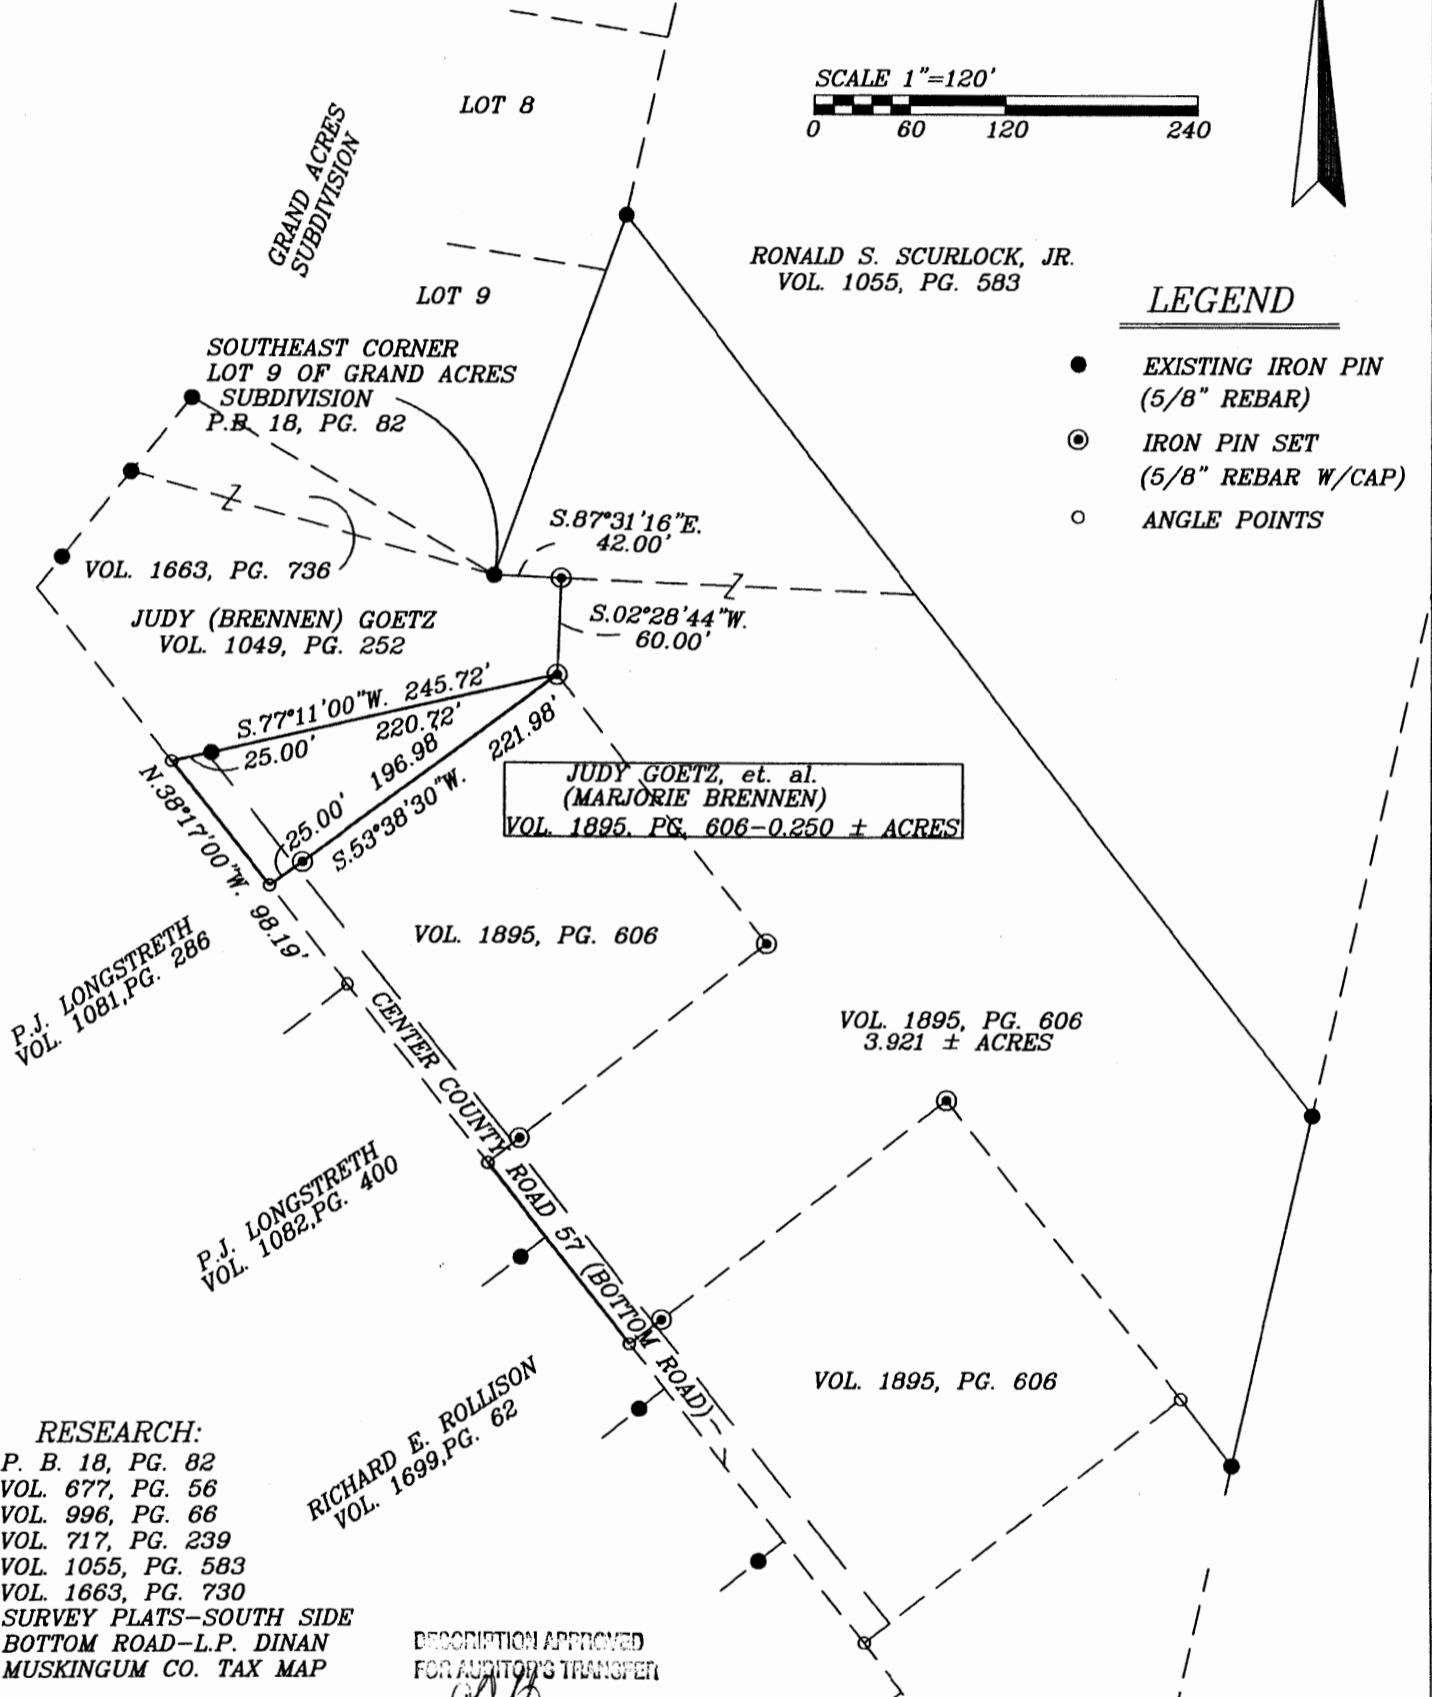 SCALE 1"=120'
0 60 120 240
LOT 8
GRAND ACRES
SUBDIVISION
RONALD S. SCURLOCK, JR.
VOL. 1055, PG. 583
LOT 9
LEGEND
EXISTING IRON PIN
(5/8" REBAR)
IRON PIN SET
(5/8" REBAR W/CAP)
ANGLE POINTS
SOUTHEAST CORNER
LOT 9 OF GRAND ACRES
SUBDIVISION
P.B. 18, PG. 82
S.87°31'16"E.
42.00'
VOL. 1663, PG. 736
JUDY (BRENNEN) GOETZ
VOL. 1049, PG. 252
S.02°28'44"W.
60.00'
S.77°11'00"W. 245.72'
220.72'
25.00'
196.98'
25.00'
221.98'
S.53°38'30"W.
N.38°17'00"W. 98.19'
JUDY GOETZ, et. al.
(MARJORIE BRENNEN)
VOL. 1895, PG. 606-0.250 ± ACRES
P.J. LONGSTRETH
VOL. 1081,PG. 286
VOL. 1895, PG. 606
CENTER COUNTY ROAD 57 (BOTTOM ROAD)
VOL. 1895, PG. 606
3.921 ± ACRES
P.J. LONGSTRETH
VOL. 1082,PG. 400
VOL. 1895, PG. 606
RICHARD E. ROLLISON
VOL. 1699,PG. 62
RESEARCH:
P. B. 18, PG. 82
VOL. 677, PG. 56
VOL. 996, PG. 66
VOL. 717, PG. 239
VOL. 1055, PG. 583
VOL. 1663, PG. 730
SURVEY PLATS-SOUTH SIDE
BOTTOM ROAD-L.P. DINAN
MUSKINGUM CO. TAX MAP
DESCRIPTION APPROVED
FOR AUDITOR'S TRANSFER